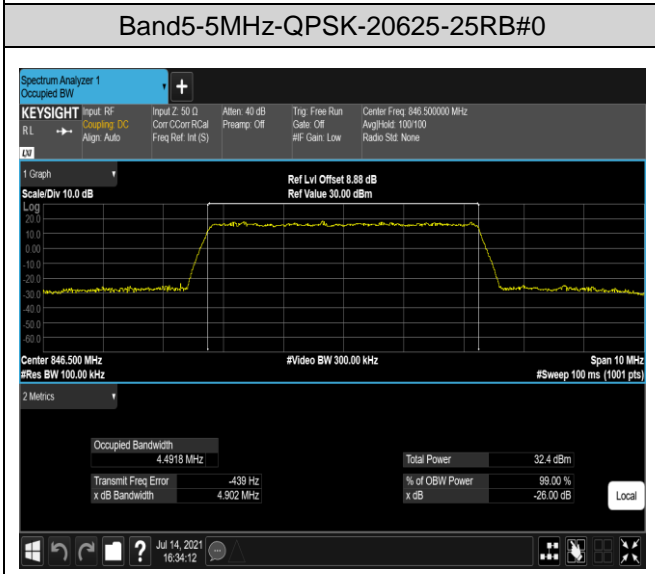 Band5-5MHz-QPSK-20625-25RB#0
Spectrum Analyzer 1
Occupied BW
+
KEYSIGHT Input: RF Input Z: 50 Ω Atten: 40 dB Trig: Free Run Center Freq: 846.500000 MHz
RL Coupling: DC Corr CCorr RCal Preamp: Off Gate: Off Avg|Hold: 100/100
Align: Auto Freq Ref: Int (S) #IF Gain: Low Radio Std: None
LXI
1 Graph
Ref Lvl Offset 8.88 dB
Scale/Div 10.0 dB Ref Value 30.00 dBm
Log
20.0
10.0
0.00
-10.0
-20.0
-30.0
-40.0
-50.0
-60.0
Center 846.500 MHz #Video BW 300.00 kHz Span 10 MHz
#Res BW 100.00 kHz #Sweep 100 ms (1001 pts)
2 Metrics
Occupied Bandwidth
4.4918 MHz Total Power 32.4 dBm
Transmit Freq Error -439 Hz % of OBW Power 99.00 %
x dB Bandwidth 4.902 MHz x dB -26.00 dB
Local
? Jul 14, 2021
16:34:12